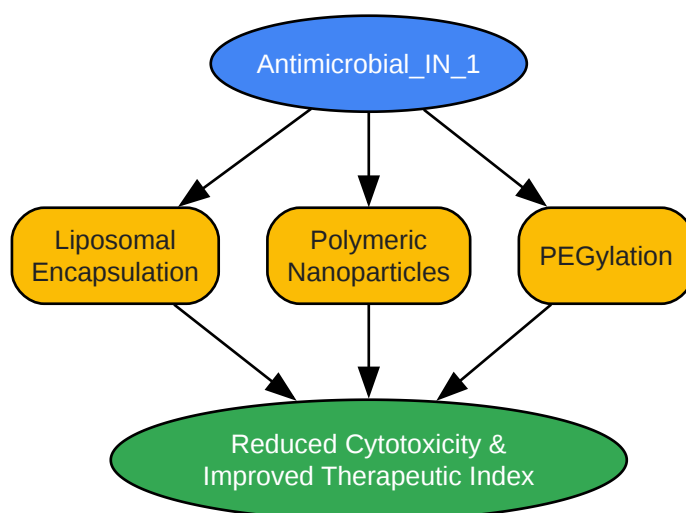 Antimicrobial_IN_1
Liposomal
Encapsulation
Polymeric
Nanoparticles
PEGylation
Reduced Cytotoxicity &
Improved Therapeutic Index